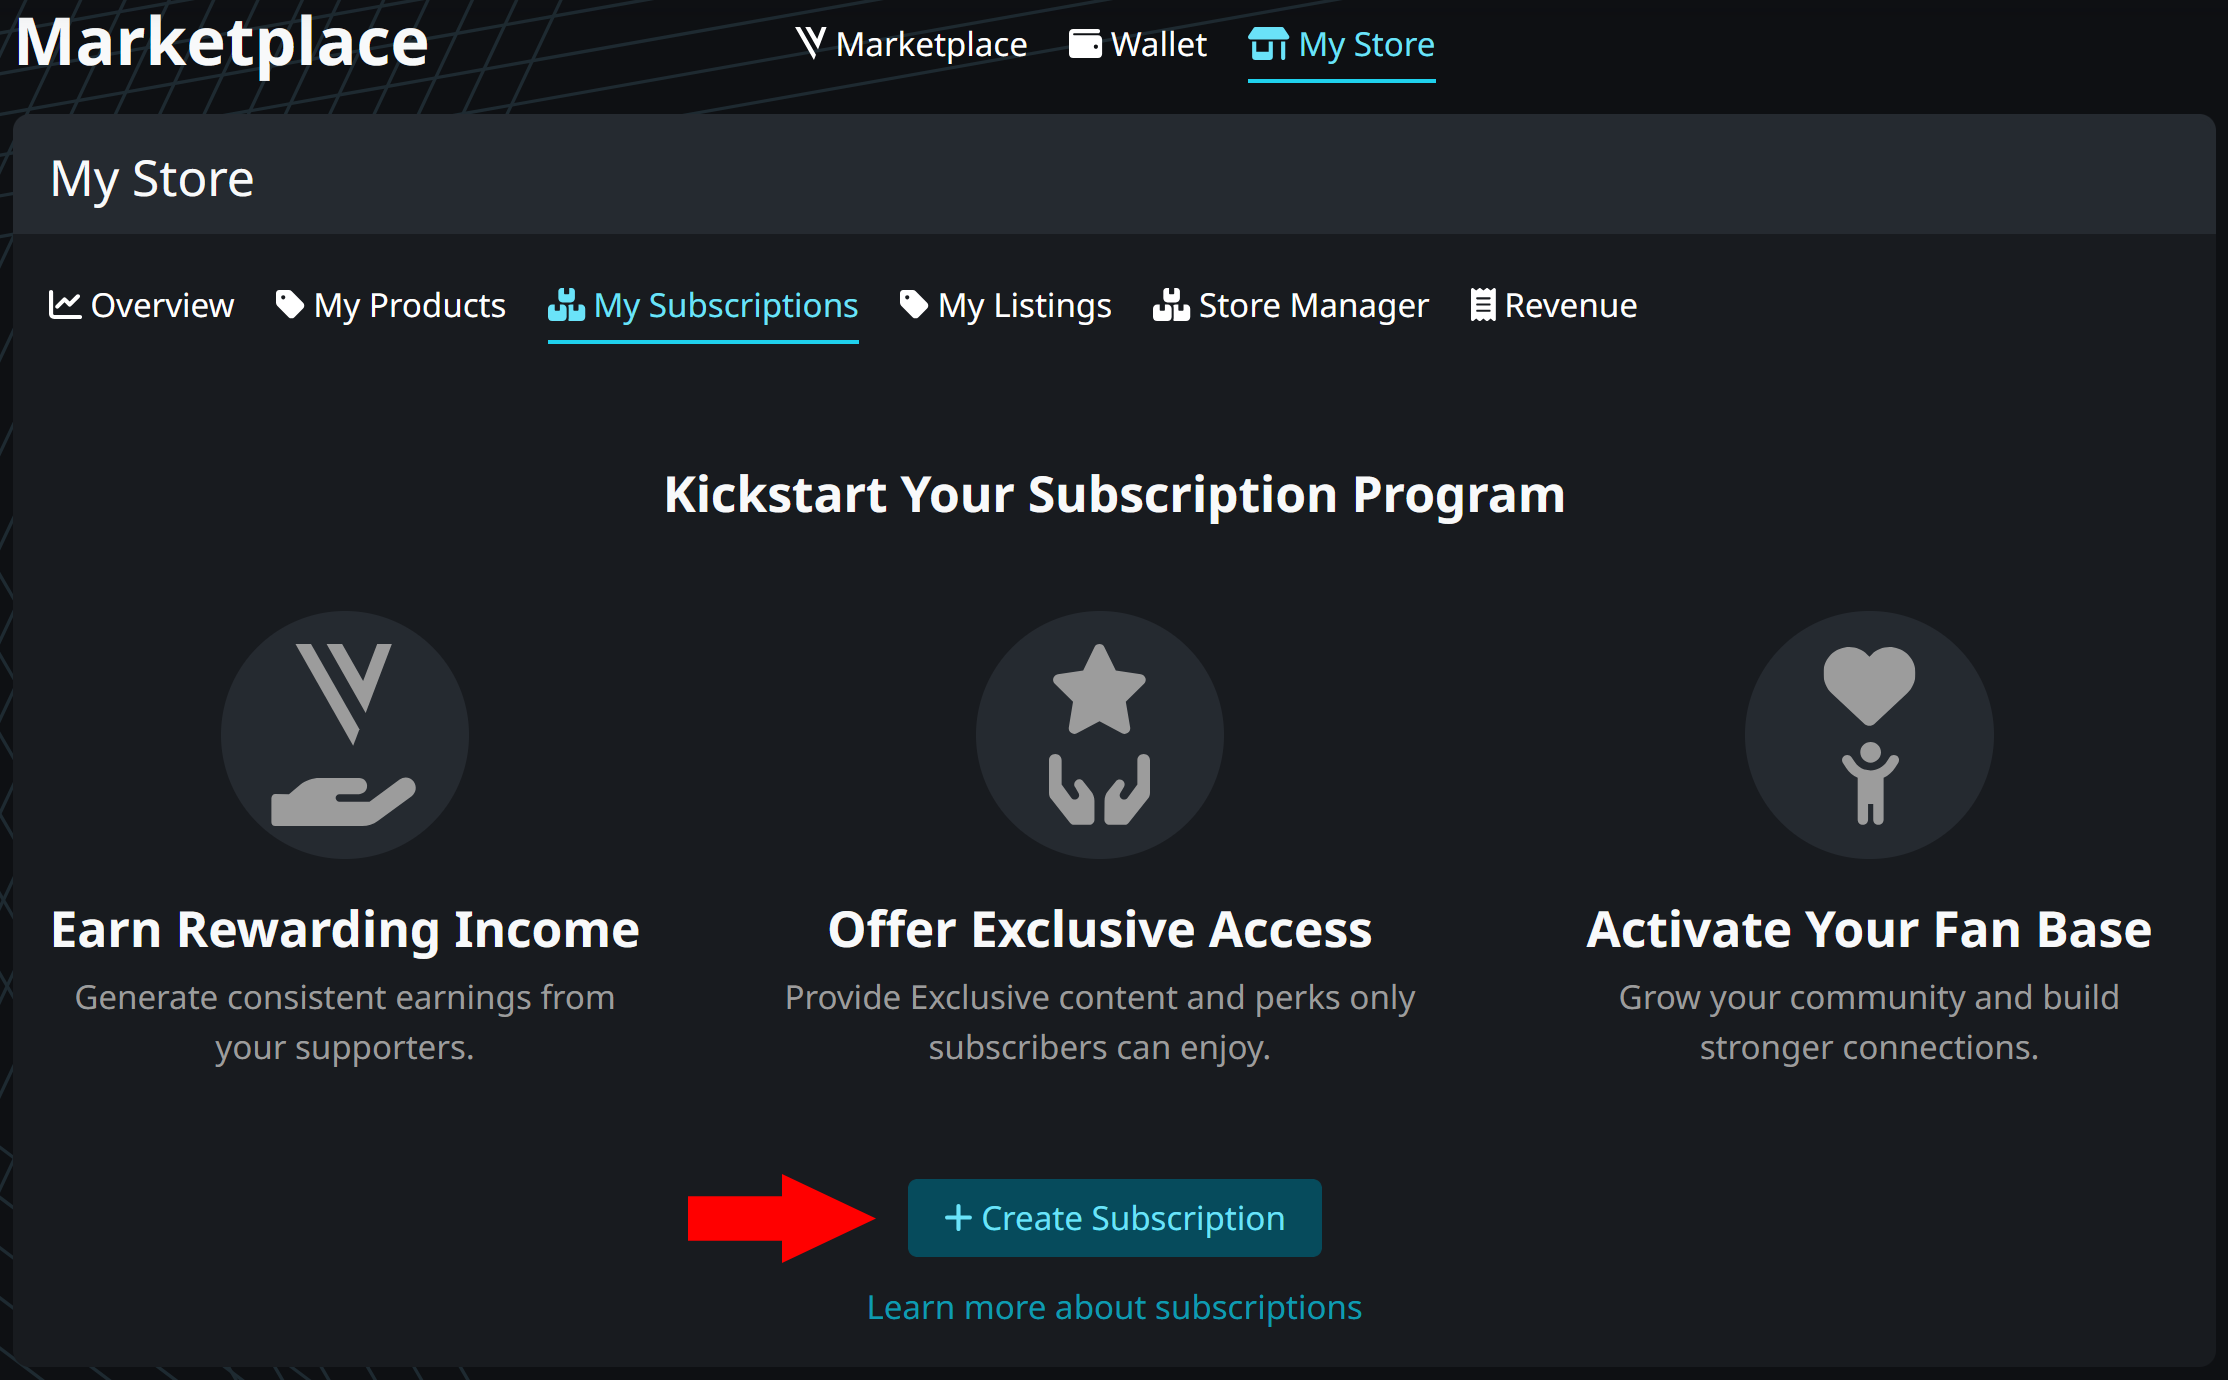 Marketplace
Marketplace Wallet My Store
My Store
Overview My Products My Subscriptions My Listings Store Manager Revenue
Kickstart Your Subscription Program
Earn Rewarding Income
Generate consistent earnings from
your supporters.
Offer Exclusive Access
Provide Exclusive content and perks only
subscribers can enjoy.
Activate Your Fan Base
Grow your community and build
stronger connections.
+ Create Subscription
Learn more about subscriptions